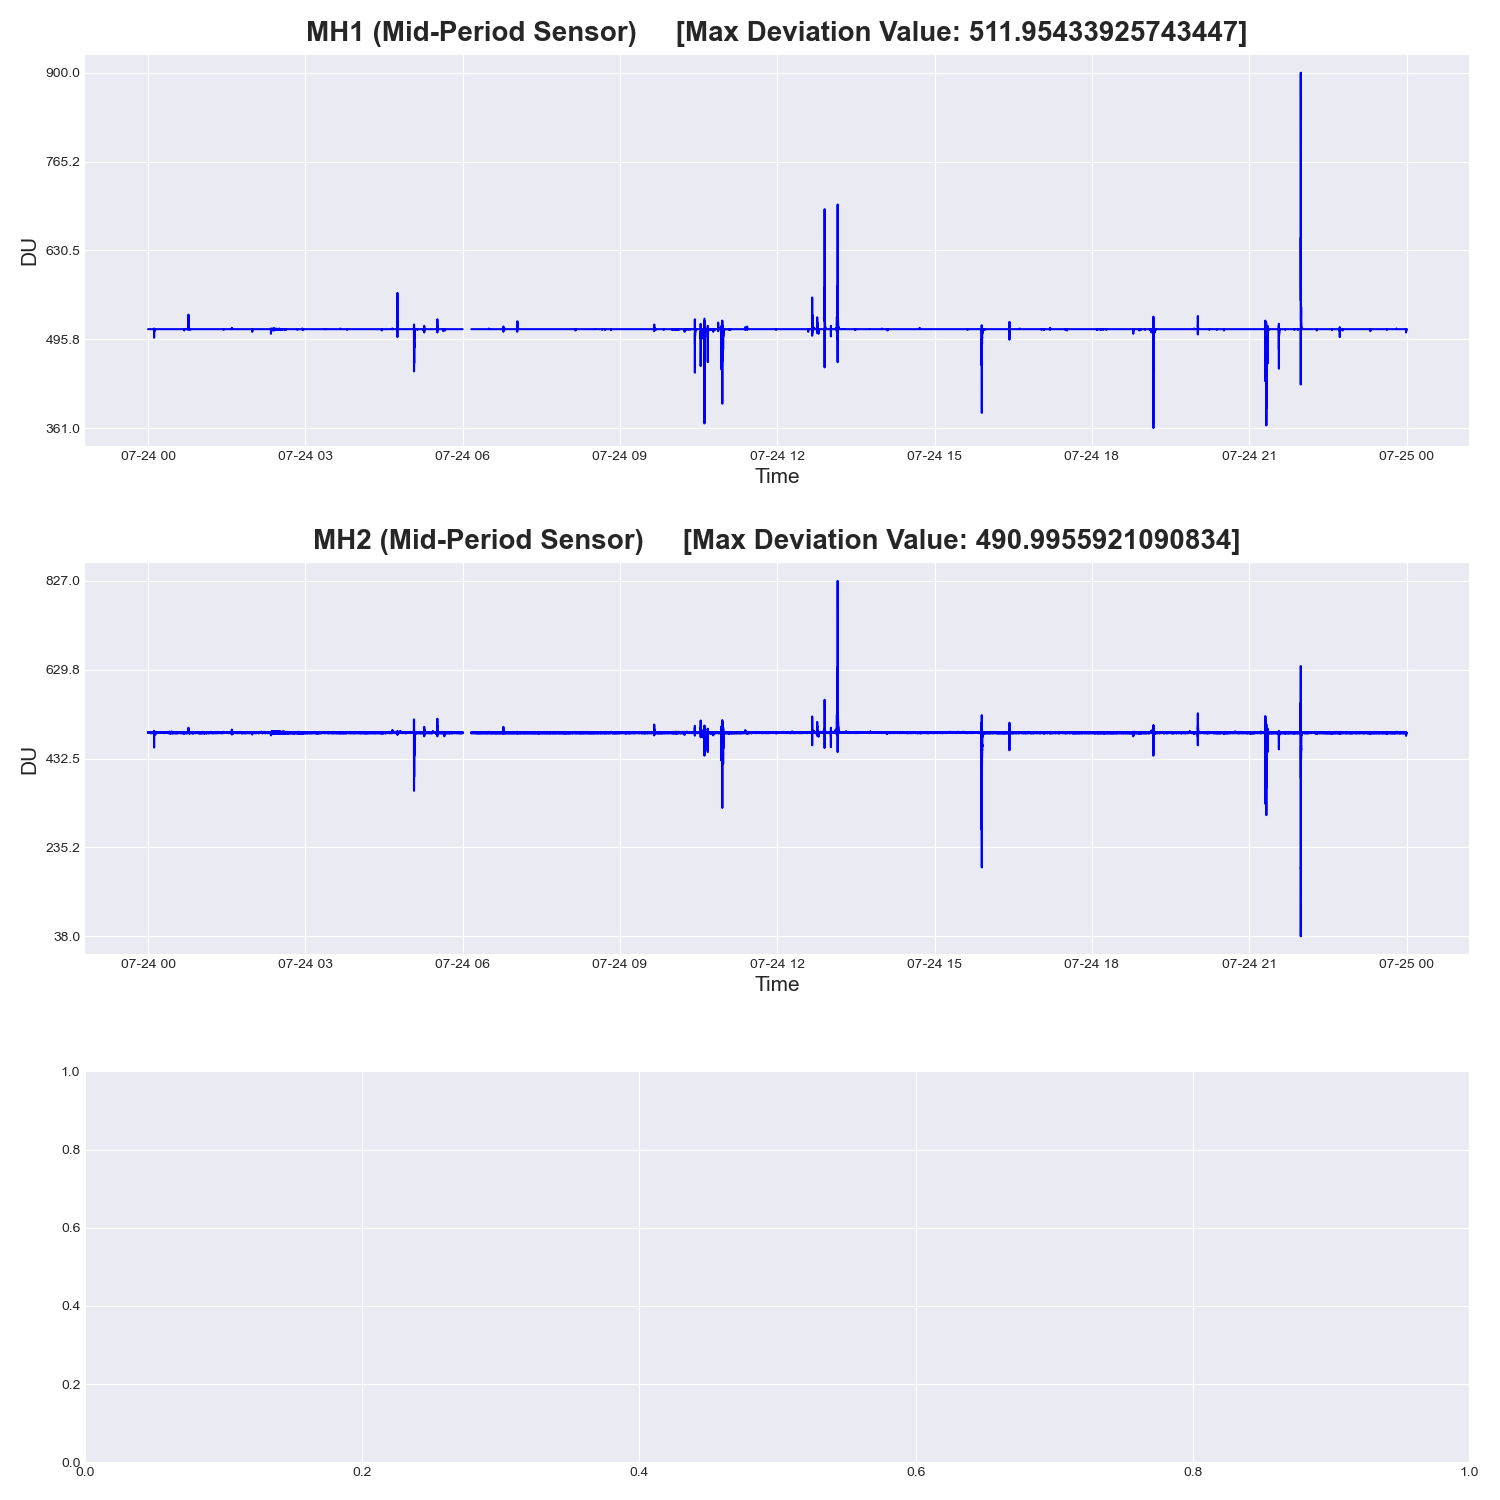 MH1 (Mid-Period Sensor) [Max Deviation Value: 511.95433925743447]
900.0
765.2
630.5
495.8
361.0
DU
07-24 00 07-24 03 07-24 06 07-24 09 07-24 12 07-24 15 07-24 18 07-24 21 07-25 00
Time
MH2 (Mid-Period Sensor) [Max Deviation Value: 490.9955921090834]
827.0
629.8
432.5
235.2
38.0
DU
07-24 00 07-24 03 07-24 06 07-24 09 07-24 12 07-24 15 07-24 18 07-24 21 07-25 00
Time
1.0
0.8
0.6
0.4
0.2
0.0
0.0 0.2 0.4 0.6 0.8 1.0